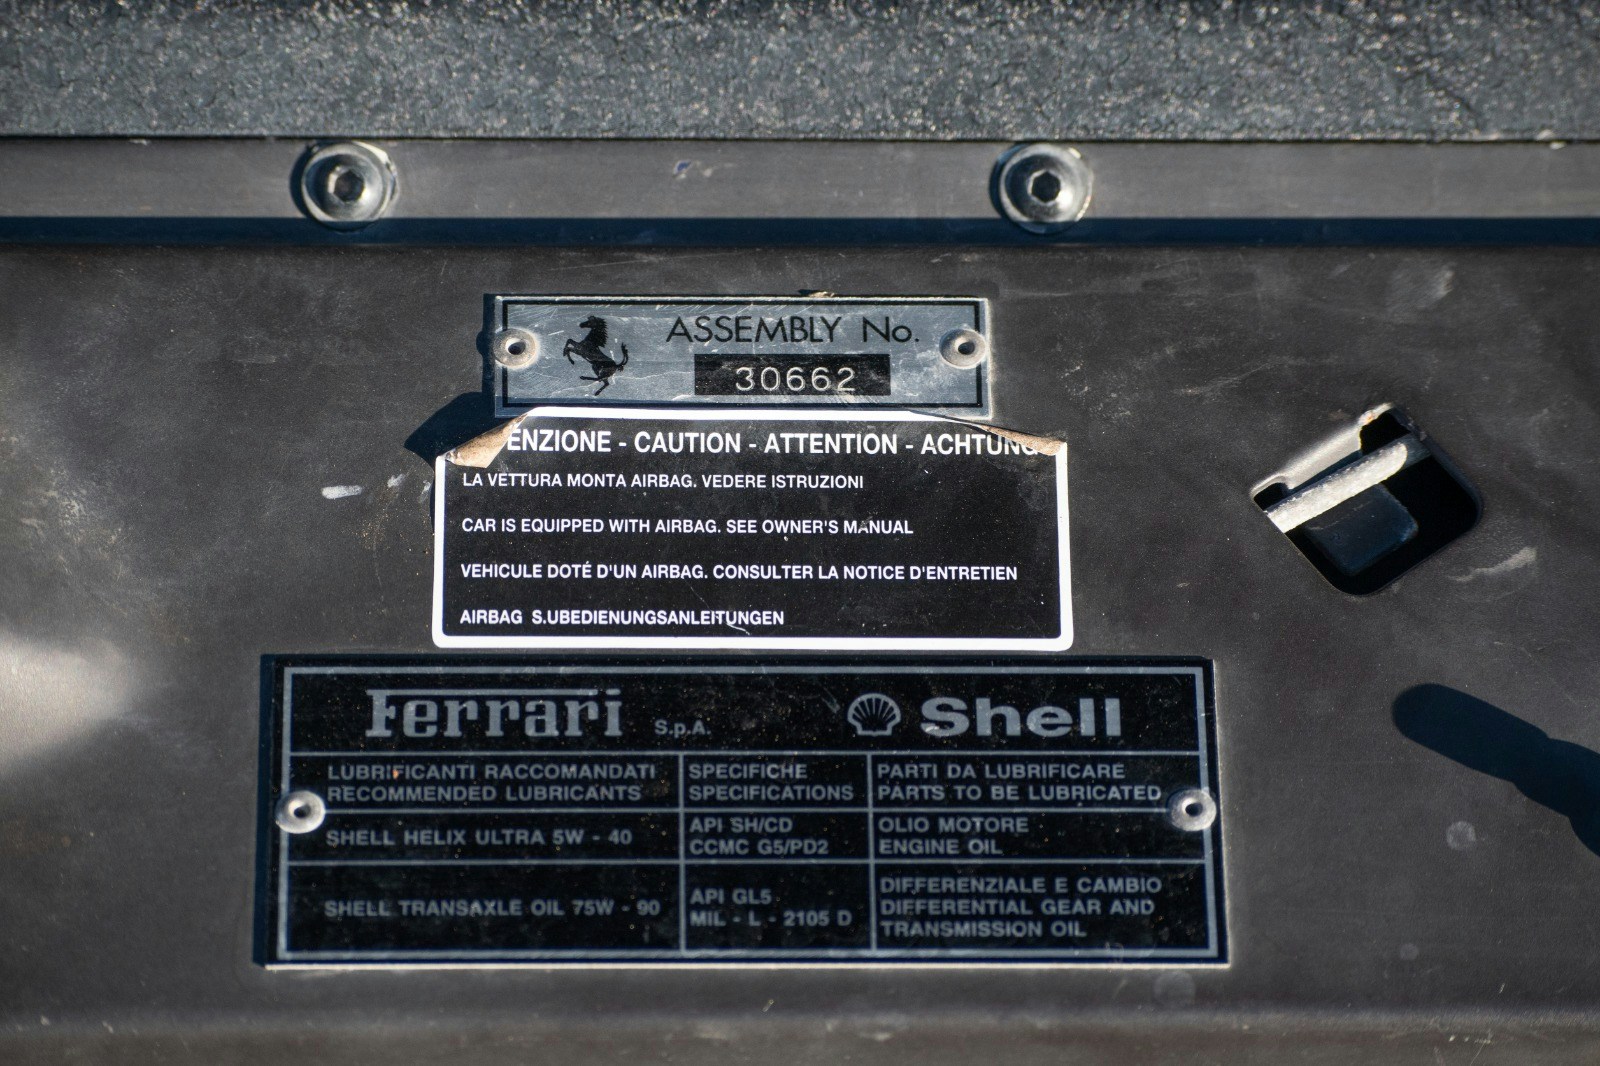 ASSEMBLY No.
30662
ENZIONE - CAUTION - ATTENTION - ACHTUNG
LA VETTURA MONTA AIRBAG. VEDERE ISTRUZIONI
CAR IS EQUIPPED WITH AIRBAG. SEE OWNER'S MANUAL
VEHICULE DOTÉ D'UN AIRBAG. CONSULTER LA NOTICE D'ENTRETIEN
AIRBAG S.UBEDIENUNGSANLEITUNGEN
Ferrari S.p.A. Shell
LUBRIFICANTI RACCOMANDATI
RECOMMENDED LUBRICANTS
SPECIFICHE
SPECIFICATIONS
PARTI DA LUBRIFICARE
PARTS TO BE LUBRICATED
SHELL HELIX ULTRA 5W - 40
API SH/CD
CCMC G5/PD2
OLIO MOTORE
ENGINE OIL
SHELL TRANSAXLE OIL 75W - 90
API GL5
MIL - L - 2105 D
DIFFERENZIALE E CAMBIO
DIFFERENTIAL GEAR AND
TRANSMISSION OIL